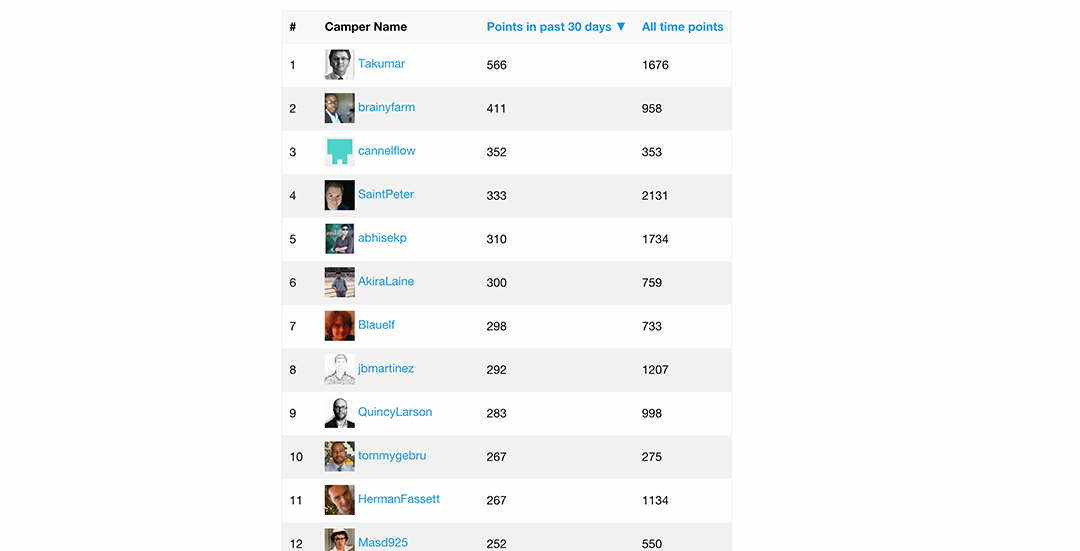 # Camper Name Points in past 30 days ▼ All time points
1 Takumar 566 1676
2 brainyfarm 411 958
3 cannelflow 352 353
4 SaintPeter 333 2131
5 abhisekp 310 1734
6 AkiraLaine 300 759
7 Blauelf 298 733
8 jbmartinez 292 1207
9 QuincyLarson 283 998
10 tommygebru 267 275
11 HermanFassett 267 1134
12 Masd925 252 550